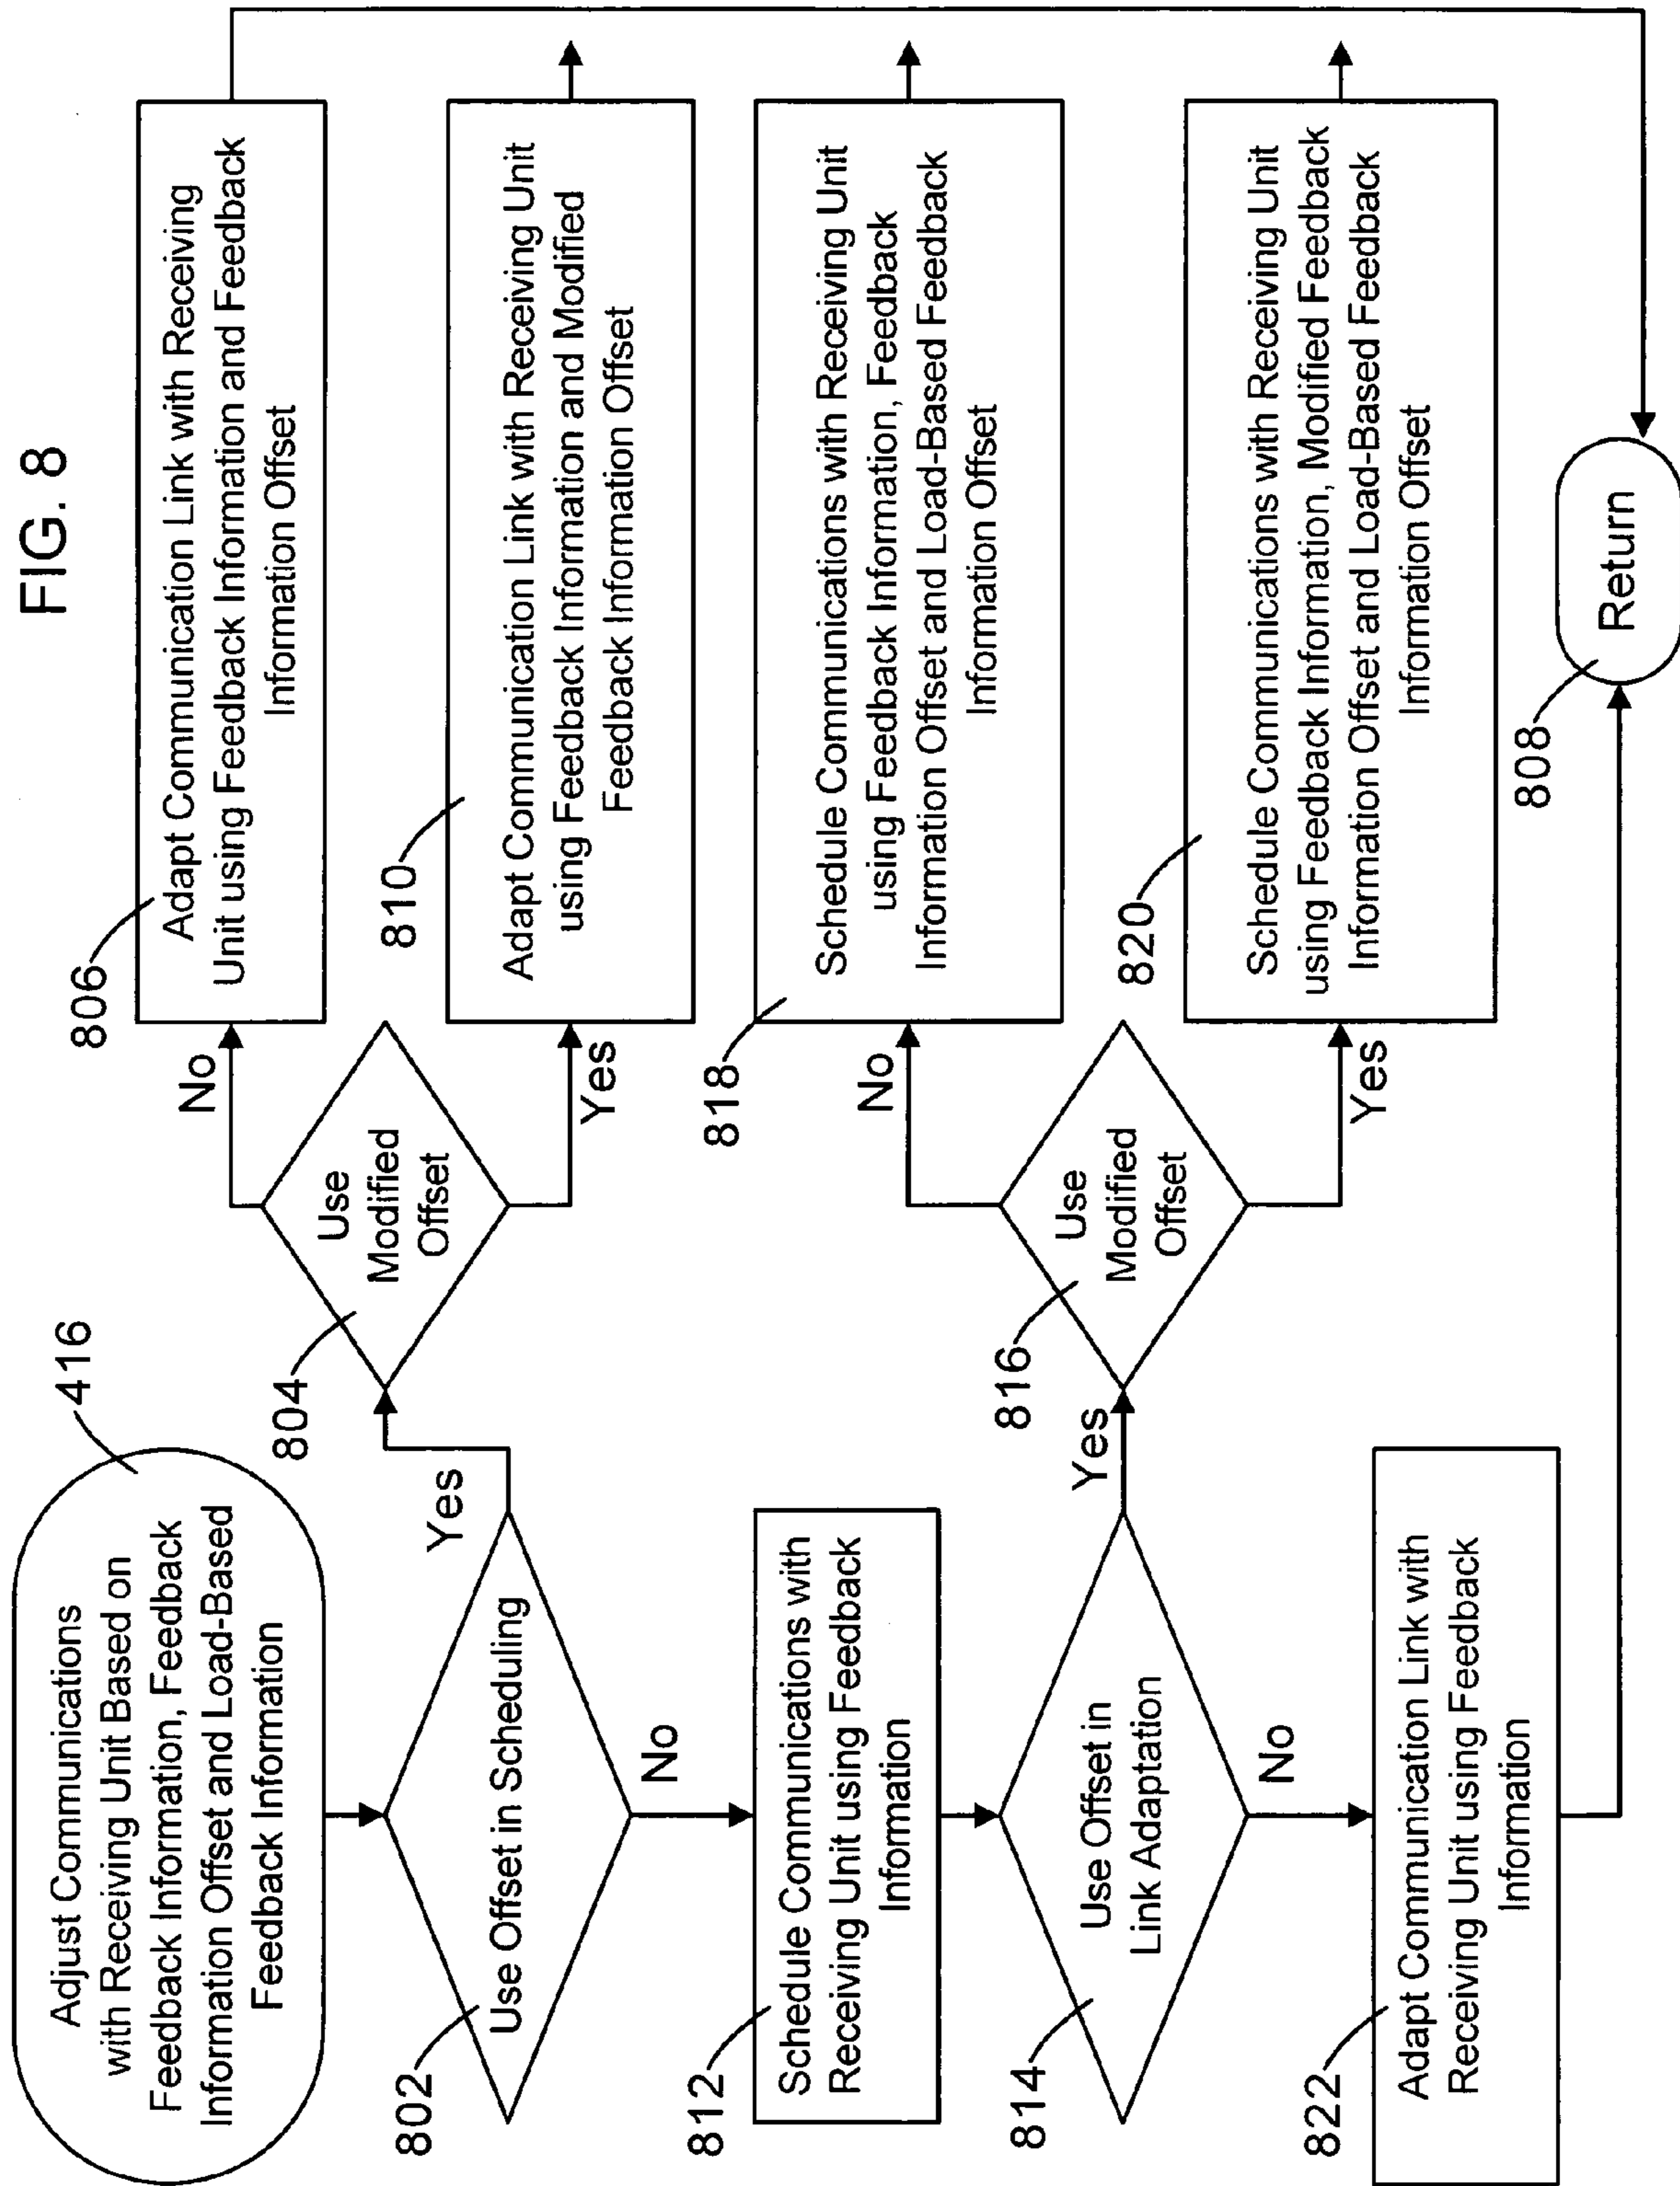 FIG. 8
416
Adjust Communications
with Receiving Unit Based on
Feedback Information, Feedback
Information Offset and Load-Based
Feedback Information
802
Use Offset in Scheduling
Yes
No
804
Use
Modified
Offset
No
Yes
806
Adapt Communication Link with Receiving
Unit using Feedback Information and Feedback
Information Offset
810
Adapt Communication Link with Receiving Unit
using Feedback Information and Modified
Feedback Information Offset
812
Schedule Communications with
Receiving Unit using Feedback
Information
814
Use Offset in
Link Adaptation
Yes
No
816
Use
Modified
Offset
No
Yes
818
Schedule Communications with Receiving Unit
using Feedback Information, Feedback
Information Offset and Load-Based Feedback
Information Offset
820
Schedule Communications with Receiving Unit
using Feedback Information, Modified Feedback
Information Offset and Load-Based Feedback
Information Offset
822
Adapt Communication Link with
Receiving Unit using Feedback
Information
808
Return